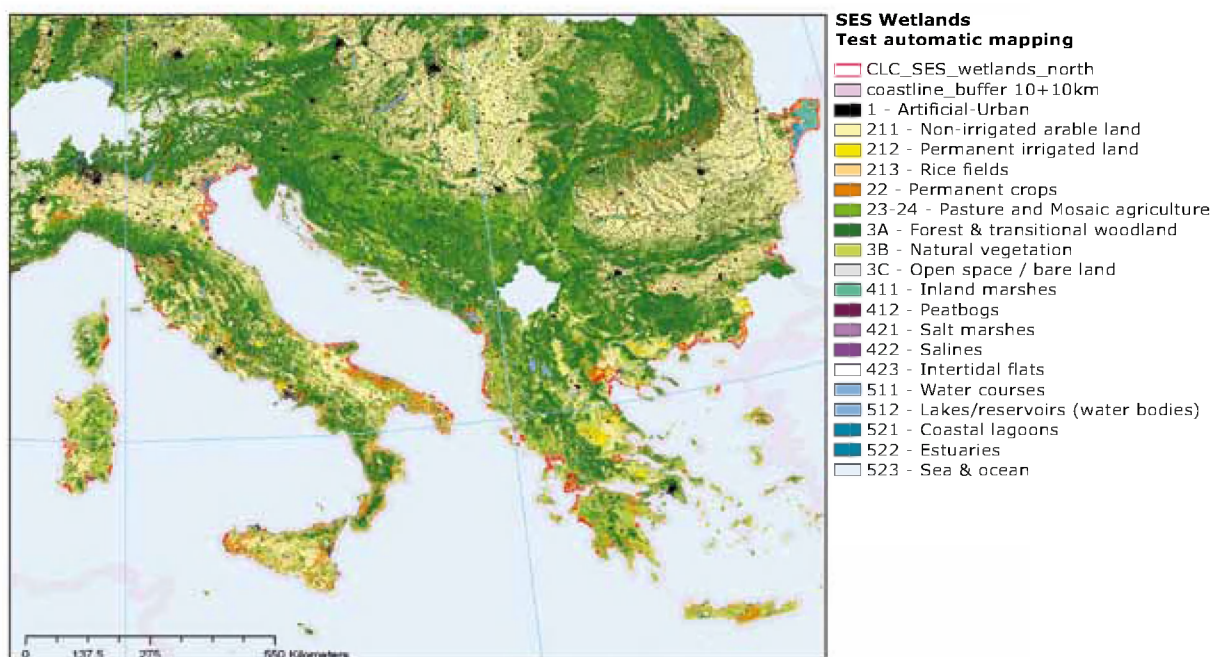 SES Wetlands
Test automatic mapping
CLC_SES_wetlands_north
coastline_buffer 10+10km
1 - Artificial-Urban
211 - Non-irrigated arable land
212 - Permanent irrigated land
213 - Rice fields
22 - Permanent crops
23-24 - Pasture and Mosaic agriculture
3A - Forest & transitional woodland
3B - Natural vegetation
3C - Open space / bare land
411 - Inland marshes
412 - Peatbogs
421 - Salt marshes
422 - Salines
423 - Intertidal flats
511 - Water courses
512 - Lakes/reservoirs (water bodies)
521 - Coastal lagoons
522 - Estuaries
523 - Sea & ocean
0 137.5 275 550 Kilometers